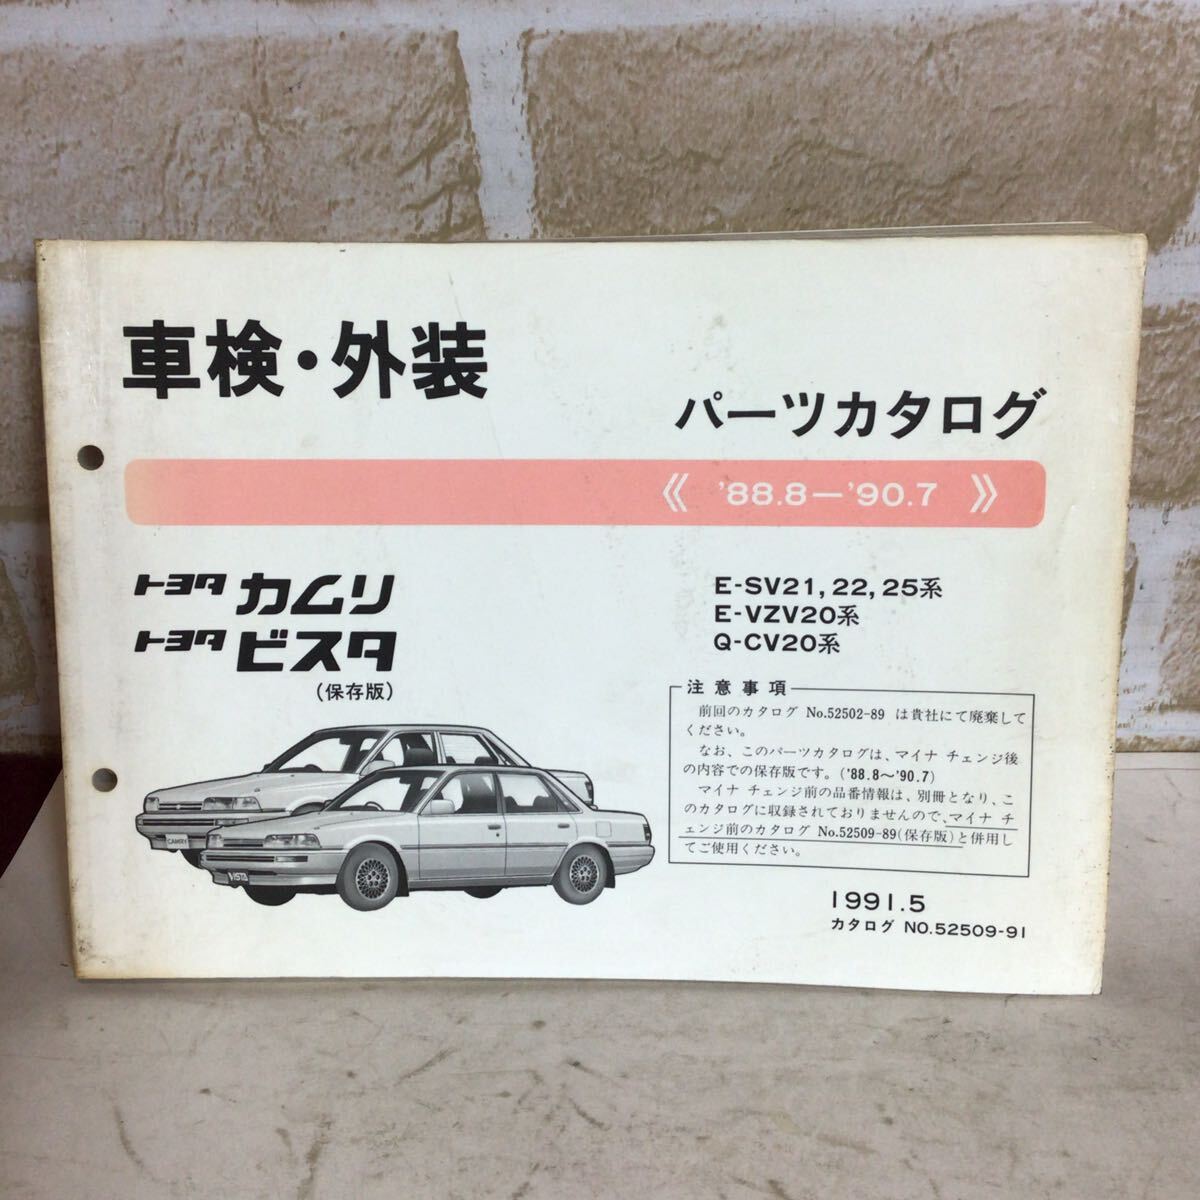 車検・外装
パーツカタログ
《 '88.8—'90.7 》
トヨタ カムリ
トヨタ ビスタ
(保存版)
E-SV21, 22, 25系
E-VZV20系
Q-CV20系
注意事項
前回のカタログ No.52502-89 は貴社にて廃棄して
ください。
なお、このパーツカタログは、マイナ チェンジ後
の内容での保存版です。('88.8〜'90.7)
マイナ チェンジ前の品番情報は、別冊となり、こ
のカタログに収録されておりませんので、マイナ チ
ェンジ前のカタログ No.52509-89(保存版)と併用し
てご使用ください。
CAMRY
VISTA
1991.5
カタログ NO.52509-91